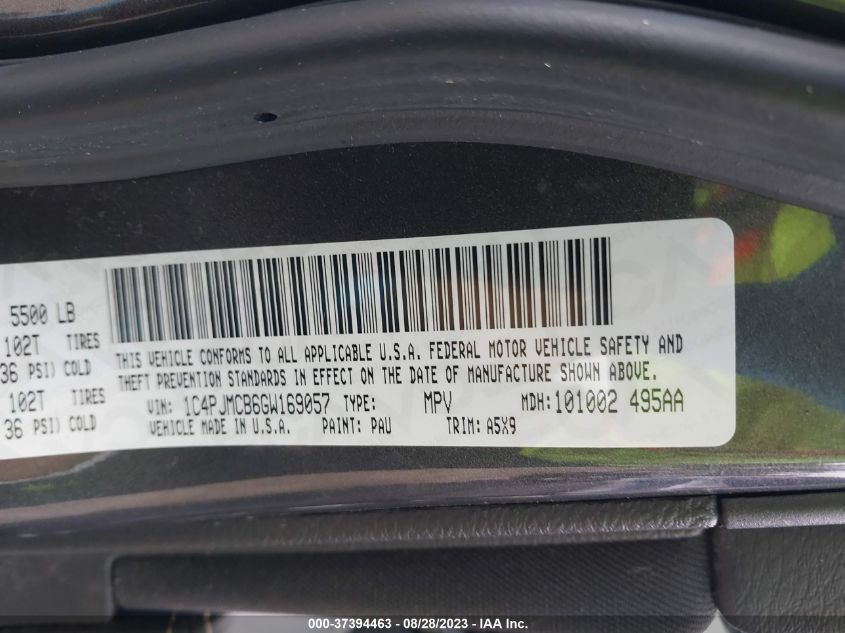 5500 LB
102T TIRES
36 PSI) COLD
102T TIRES
36 PSI) COLD
THIS VEHICLE CONFORMS TO ALL APPLICABLE U.S.A. FEDERAL MOTOR VEHICLE SAFETY AND
THEFT PREVENTION STANDARDS IN EFFECT ON THE DATE OF MANUFACTURE SHOWN ABOVE.
VIN: 1C4PJMCB6GW169057 TYPE: MPV MDH: 101002 495AA
VEHICLE MADE IN U.S.A. PAINT: PAU TRIM: A5X9
000-37394463 - 08/28/2023 - IAA Inc.